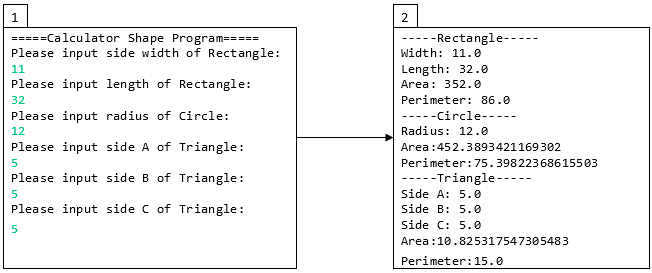 1
=====Calculator Shape Program=====
Please input side width of Rectangle:
11
Please input length of Rectangle:
32
Please input radius of Circle:
12
Please input side A of Triangle:
5
Please input side B of Triangle:
5
Please input side C of Triangle:
5
2
-----Rectangle-----
Width: 11.0
Length: 32.0
Area: 352.0
Perimeter: 86.0
-----Circle-----
Radius: 12.0
Area:452.3893421169302
Perimeter:75.39822368615503
-----Triangle-----
Side A: 5.0
Side B: 5.0
Side C: 5.0
Area:10.825317547305483
Perimeter:15.0